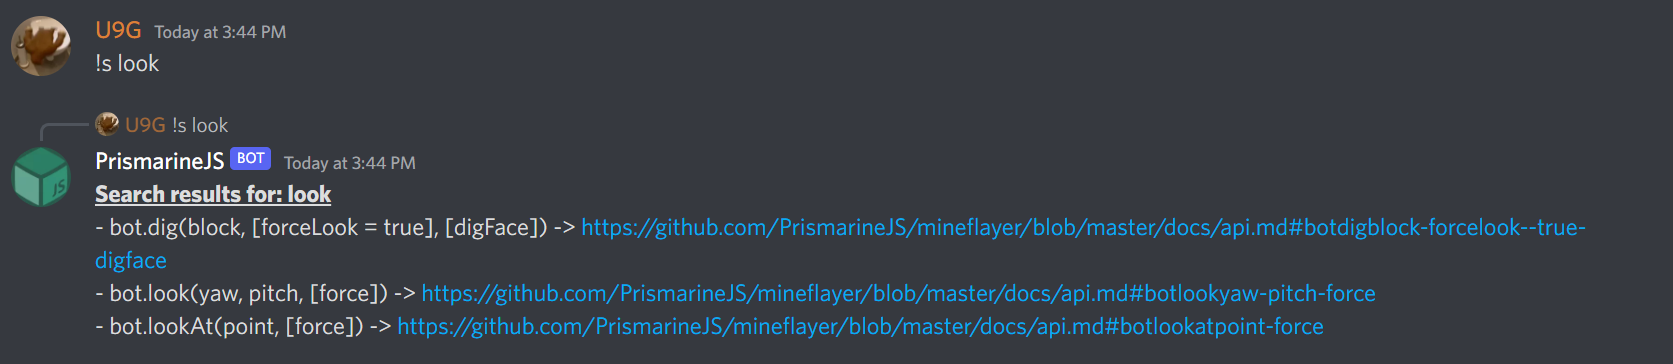 U9G Today at 3:44 PM
!s look
U9G !s look
JS
PrismarineJS BOT Today at 3:44 PM
Search results for: look
- bot.dig(block, [forceLook = true], [digFace]) -> https://github.com/PrismarineJS/mineflayer/blob/master/docs/api.md#botdigblock-forcelook--true-
digface
- bot.look(yaw, pitch, [force]) -> https://github.com/PrismarineJS/mineflayer/blob/master/docs/api.md#botlookyaw-pitch-force
- bot.lookAt(point, [force]) -> https://github.com/PrismarineJS/mineflayer/blob/master/docs/api.md#botlookatpoint-force